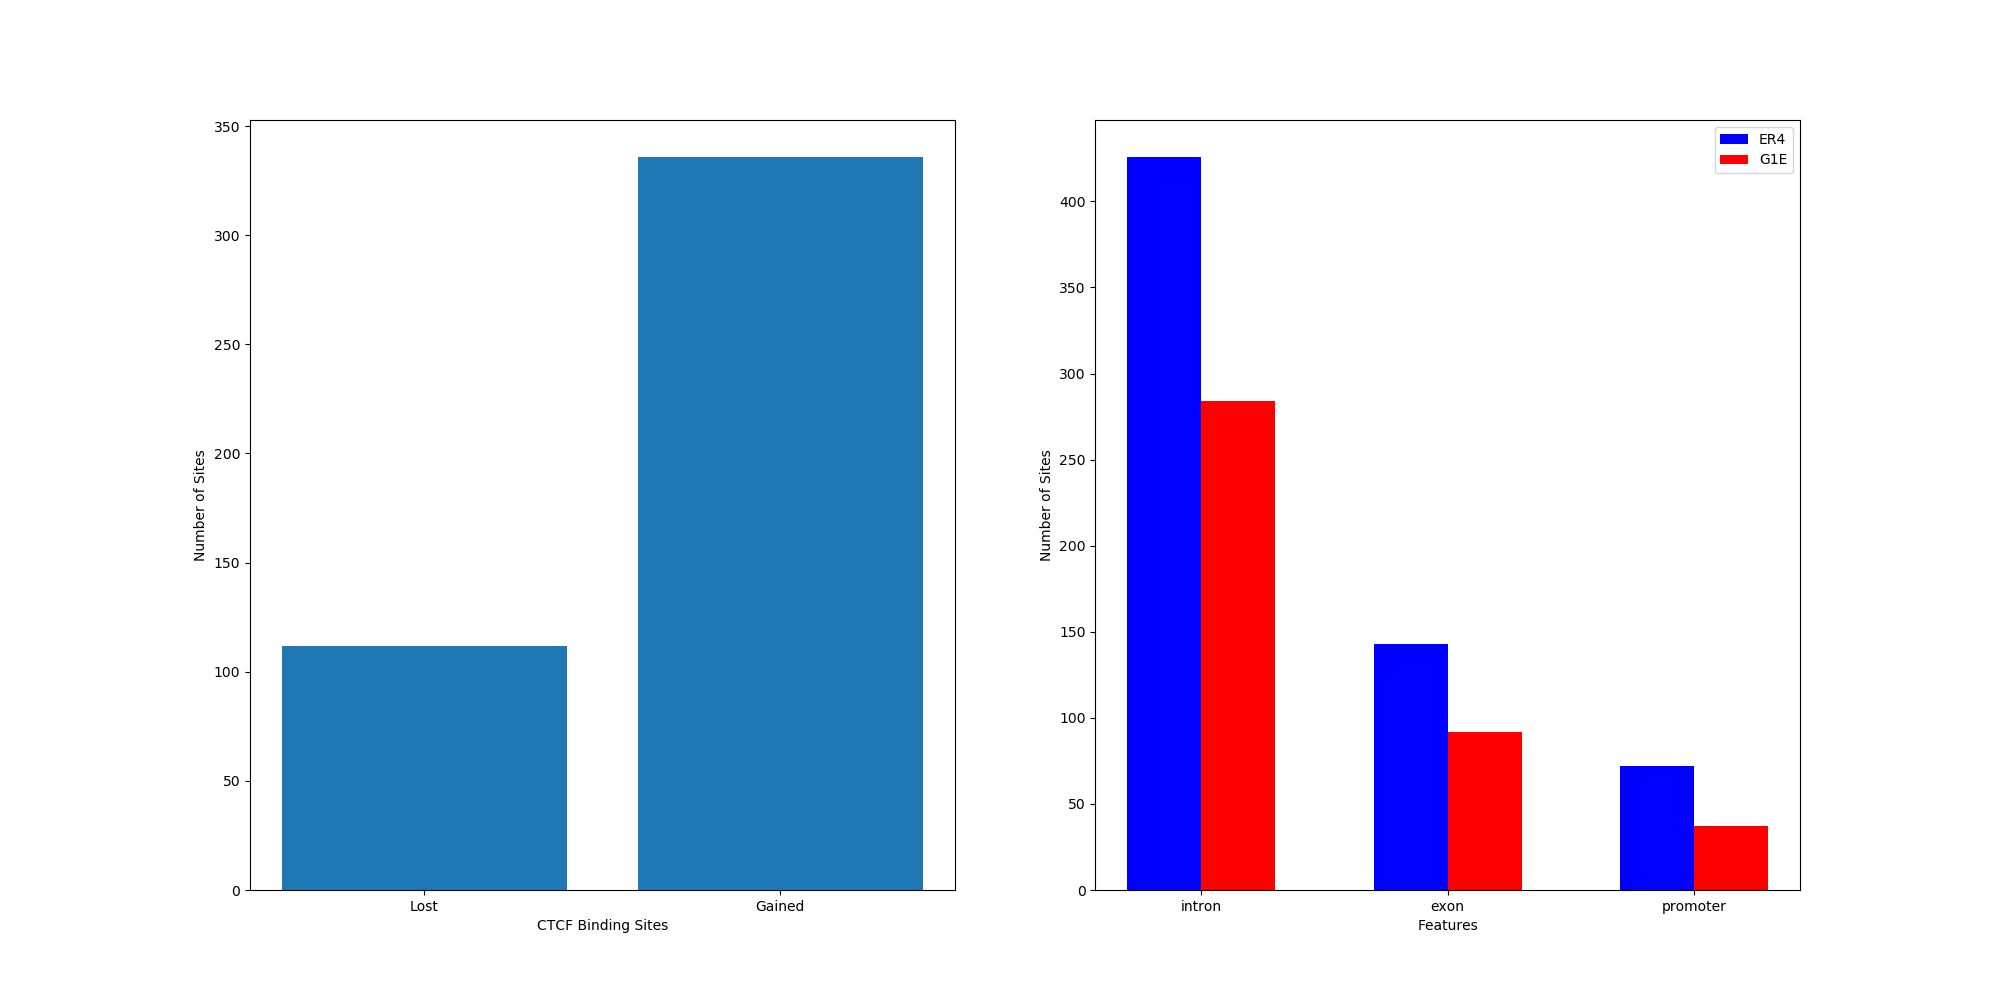 350
300
250
200
150
100
50
0
Number of Sites
Lost Gained
CTCF Binding Sites
ER4
G1E
400
350
300
250
200
150
100
50
0
Number of Sites
intron exon promoter
Features